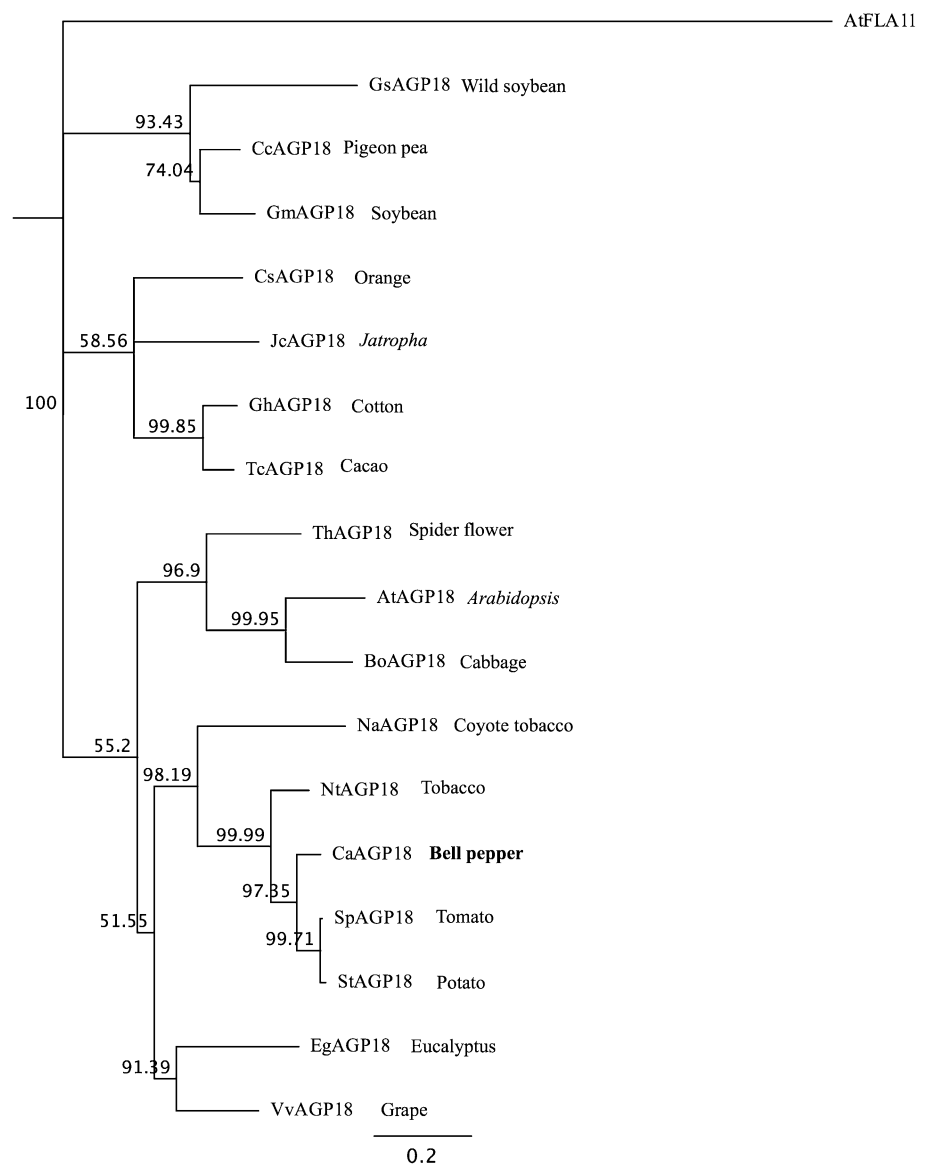 AtFLA11
GsAGP18 Wild soybean
93.43
CcAGP18 Pigeon pea
74.04
GmAGP18 Soybean
CsAGP18 Orange
58.56
JcAGP18 Jatropha
100
GhAGP18 Cotton
99.85
TcAGP18 Cacao
ThAGP18 Spider flower
96.9
AtAGP18 Arabidopsis
99.95
BoAGP18 Cabbage
NaAGP18 Coyote tobacco
55.2
98.19
NtAGP18 Tobacco
99.99
CaAGP18 Bell pepper
97.35
SpAGP18 Tomato
51.55
99.71
StAGP18 Potato
EgAGP18 Eucalyptus
91.39
VvAGP18 Grape
0.2